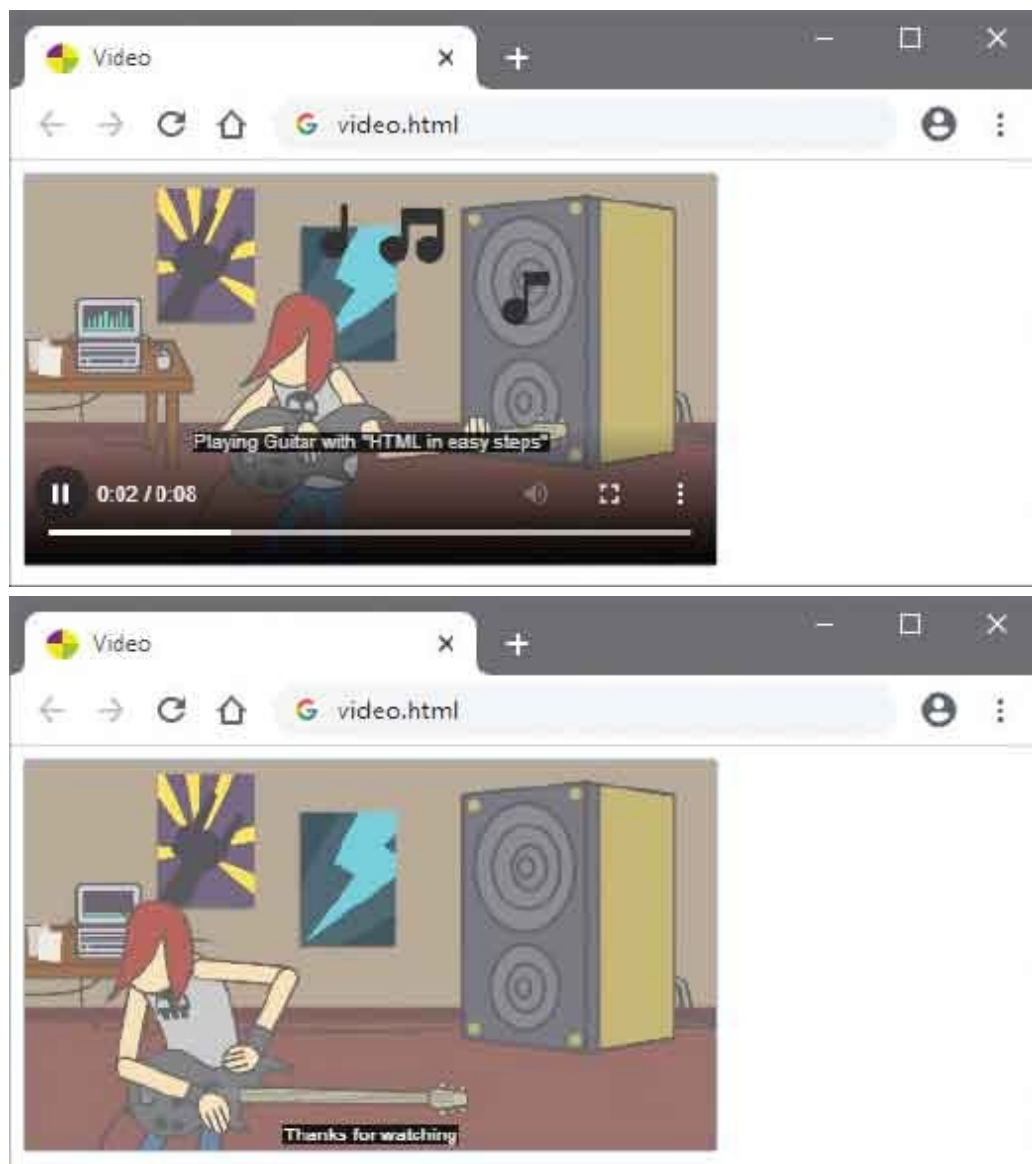 Video
video.html
Playing Guitar with "HTML in easy steps"
0:02 / 0:08
Video
video.html
Thanks for watching